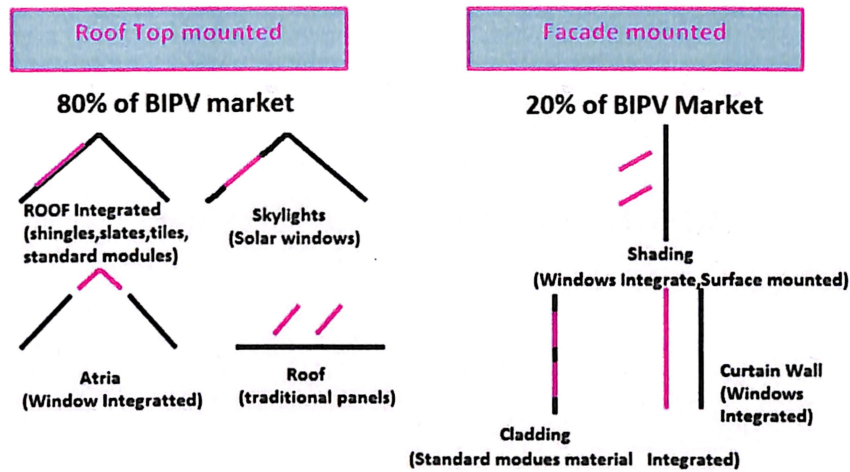 Roof Top mounted
80% of BIPV market
ROOF Integrated
(shingles,slates,tiles,
standard modules)
Skylights
(Solar windows)
Atria
(Window Integratted)
Roof
(traditional panels)
Facade mounted
20% of BIPV Market
Shading
(Windows Integrate,Surface mounted)
Cladding
(Standard modues material Integrated)
Curtain Wall
(Windows
Integrated)